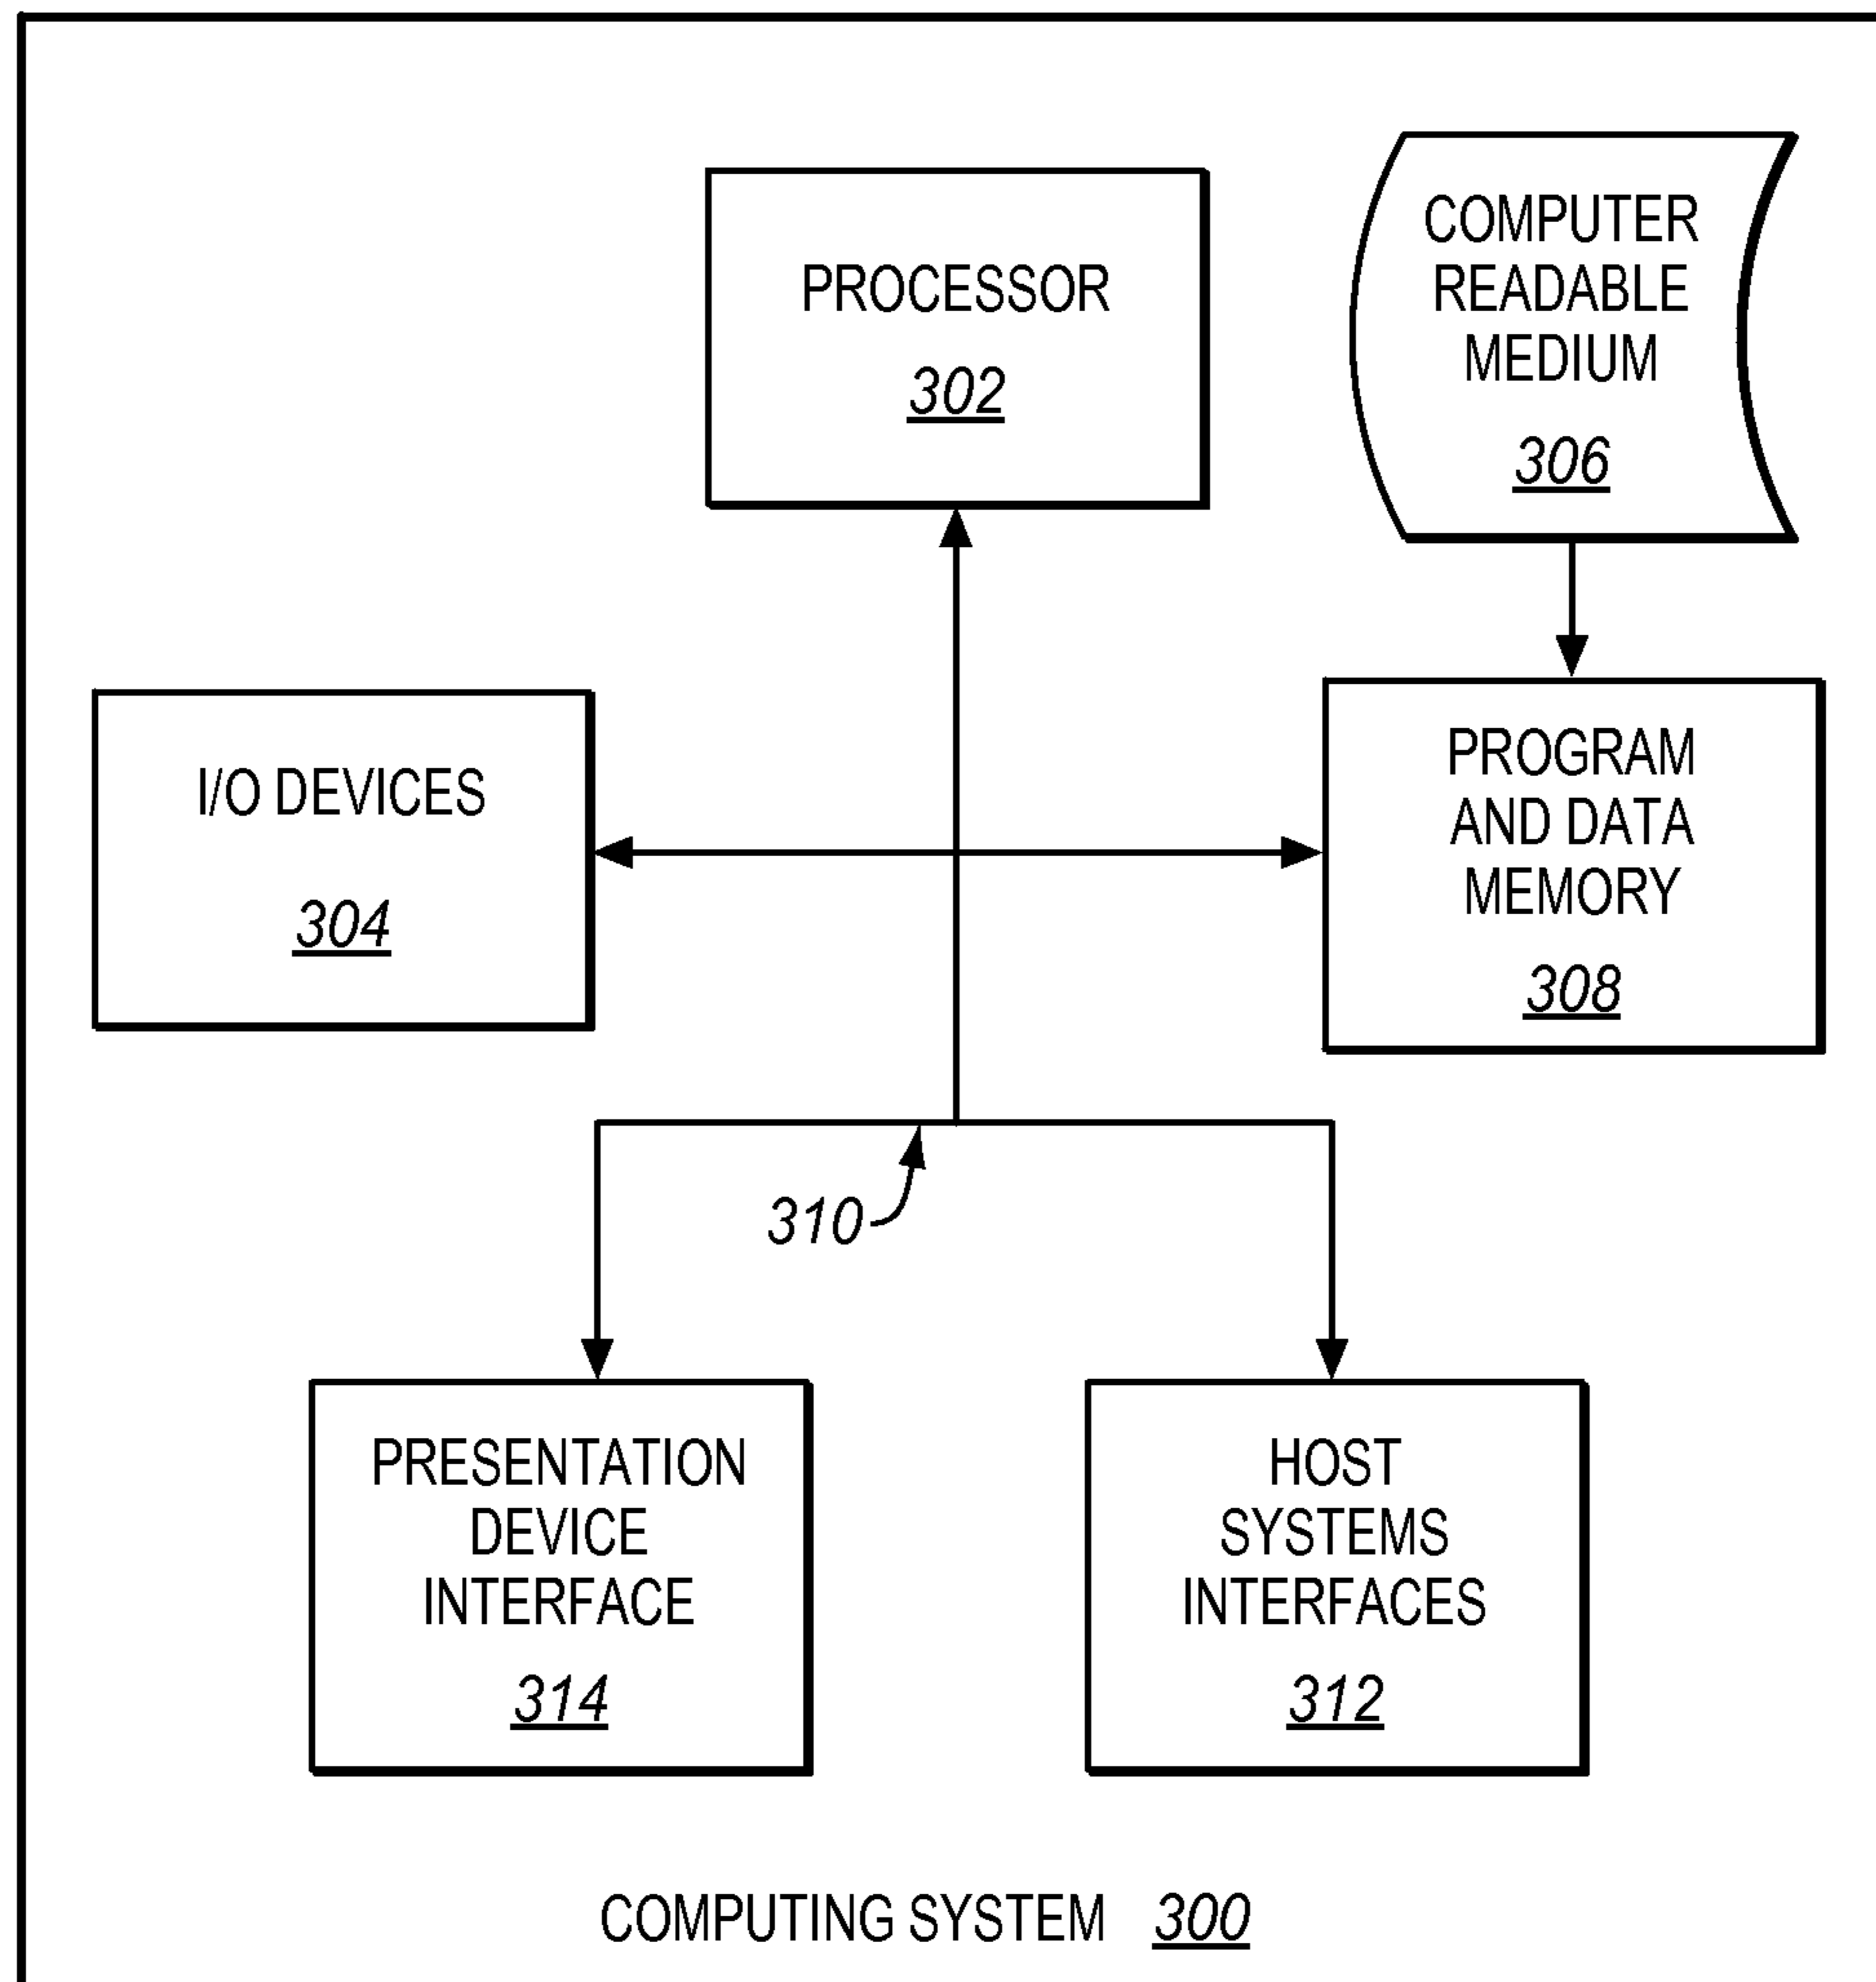 PROCESSOR
302
COMPUTER
READABLE
MEDIUM
306
I/O DEVICES
304
PROGRAM
AND DATA
MEMORY
308
310
PRESENTATION
DEVICE
INTERFACE
314
HOST
SYSTEMS
INTERFACES
312
COMPUTING SYSTEM 300